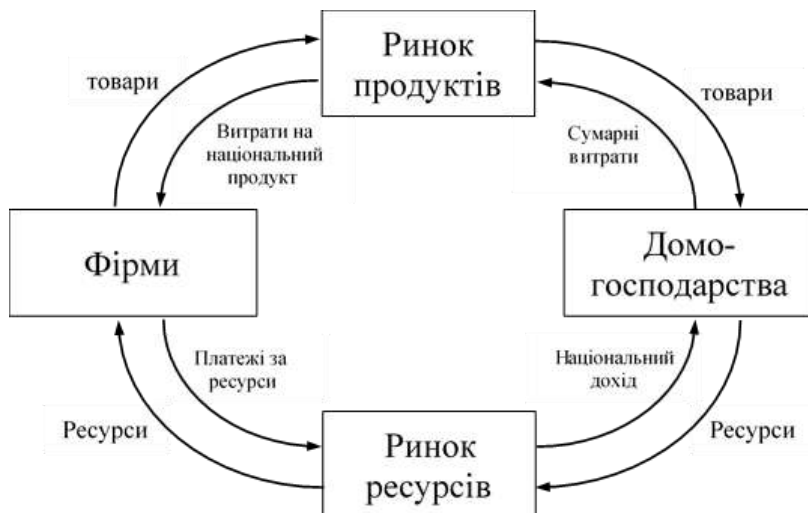 Ринок
продуктів
товари
товари
Витрати на
національний
продукт
Сумарні
витрати
Фірми
Домо-
господарства
Платежі за
ресурси
Національний
дохід
Ресурси
Ресурси
Ринок
ресурсів